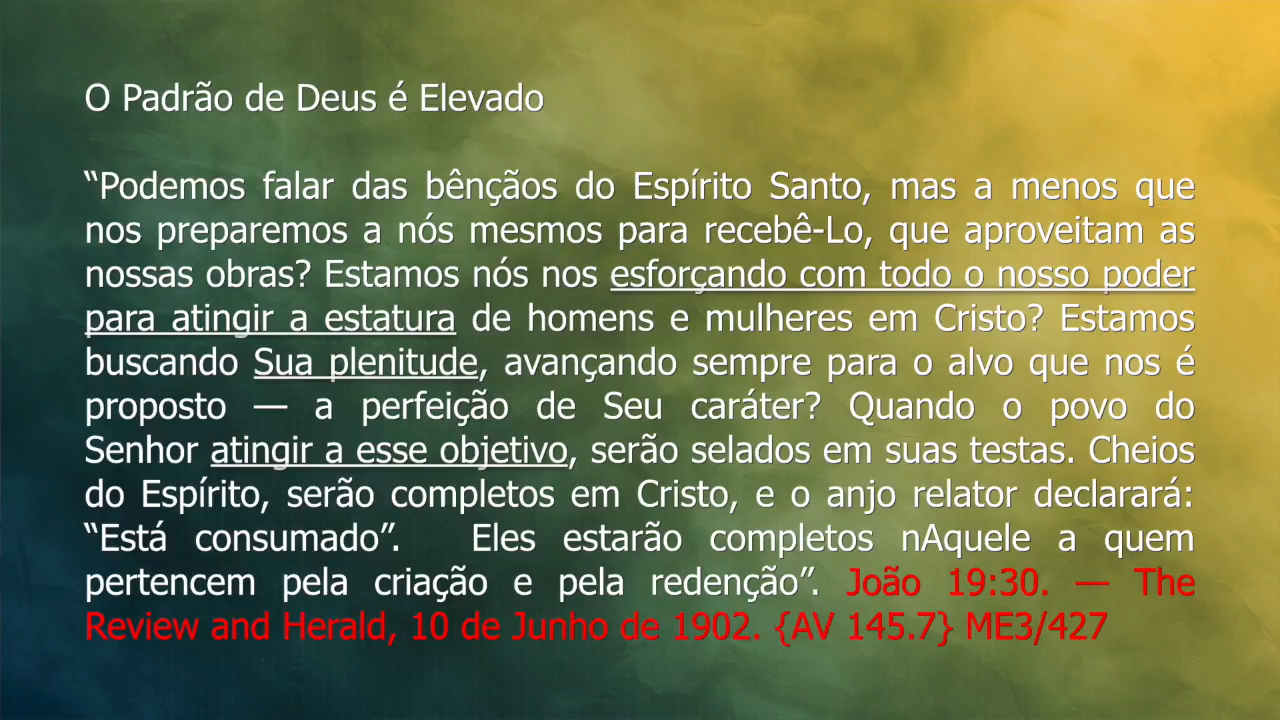 O Padrão de Deus é Elevado
“Podemos falar das bênçãos do Espírito Santo, mas a menos que
nos preparemos a nós mesmos para recebê-Lo, que aproveitam as
nossas obras? Estamos nós nos esforçando com todo o nosso poder
para atingir a estatura de homens e mulheres em Cristo? Estamos
buscando Sua plenitude, avançando sempre para o alvo que nos é
proposto — a perfeição de Seu caráter? Quando o povo do
Senhor atingir a esse objetivo, serão selados em suas testas. Cheios
do Espírito, serão completos em Cristo, e o anjo relator declarará:
“Está consumado”. Eles estarão completos nAquele a quem
pertencem pela criação e pela redenção”. João 19:30. — The
Review and Herald, 10 de Junho de 1902. {AV 145.7} ME3/427